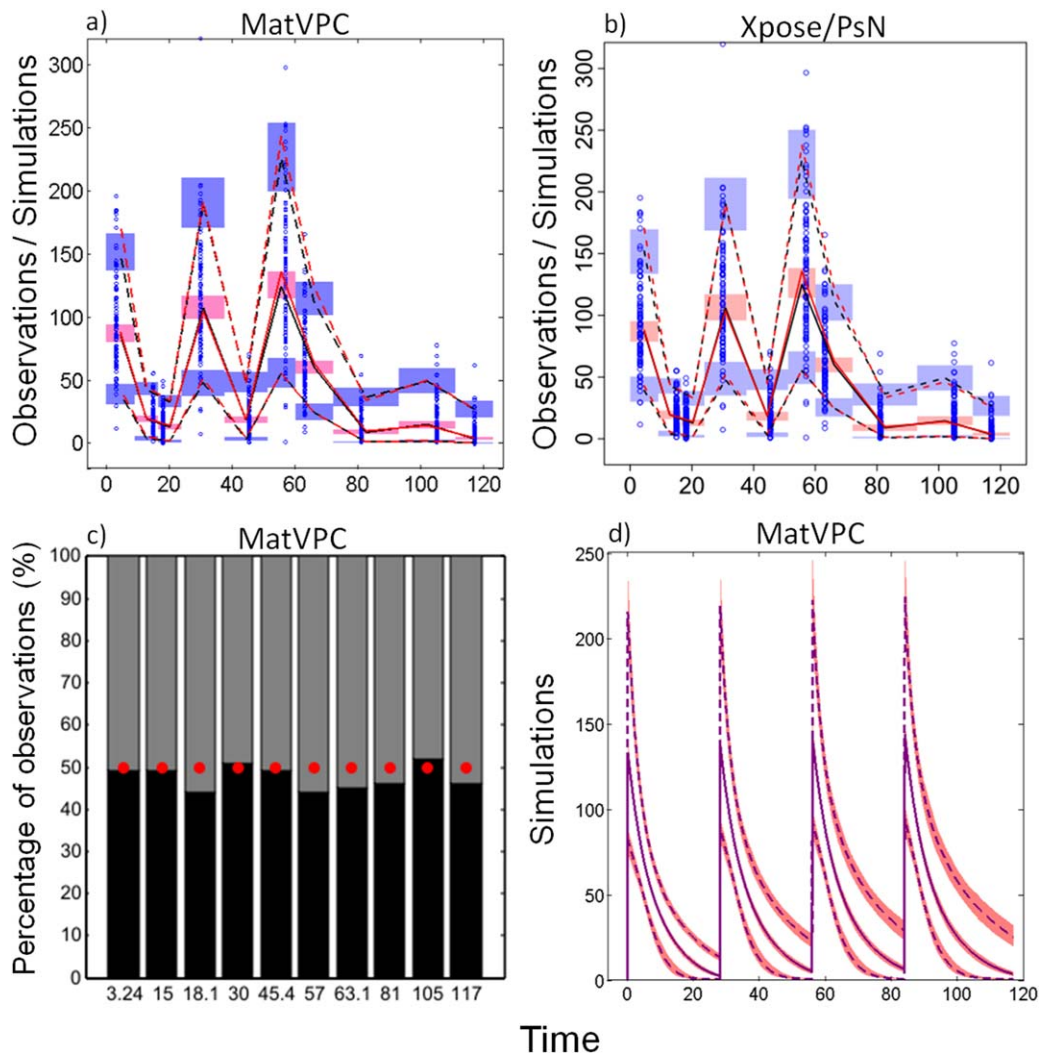 a) MatVPC
b) Xpose/PsN
Observations / Simulations
300
250
200
150
100
50
0
0 20 40 60 80 100 120
Observations / Simulations
300
250
200
150
100
50
0
0 20 40 60 80 100 120
c) MatVPC
d) MatVPC
Percentage of observations (%)
100
90
80
70
60
50
40
30
20
10
0
3.24 15 18.1 30 45.4 57 63.1 81 105 117
Simulations
250
200
150
100
50
0
0 20 40 60 80 100 120
Time